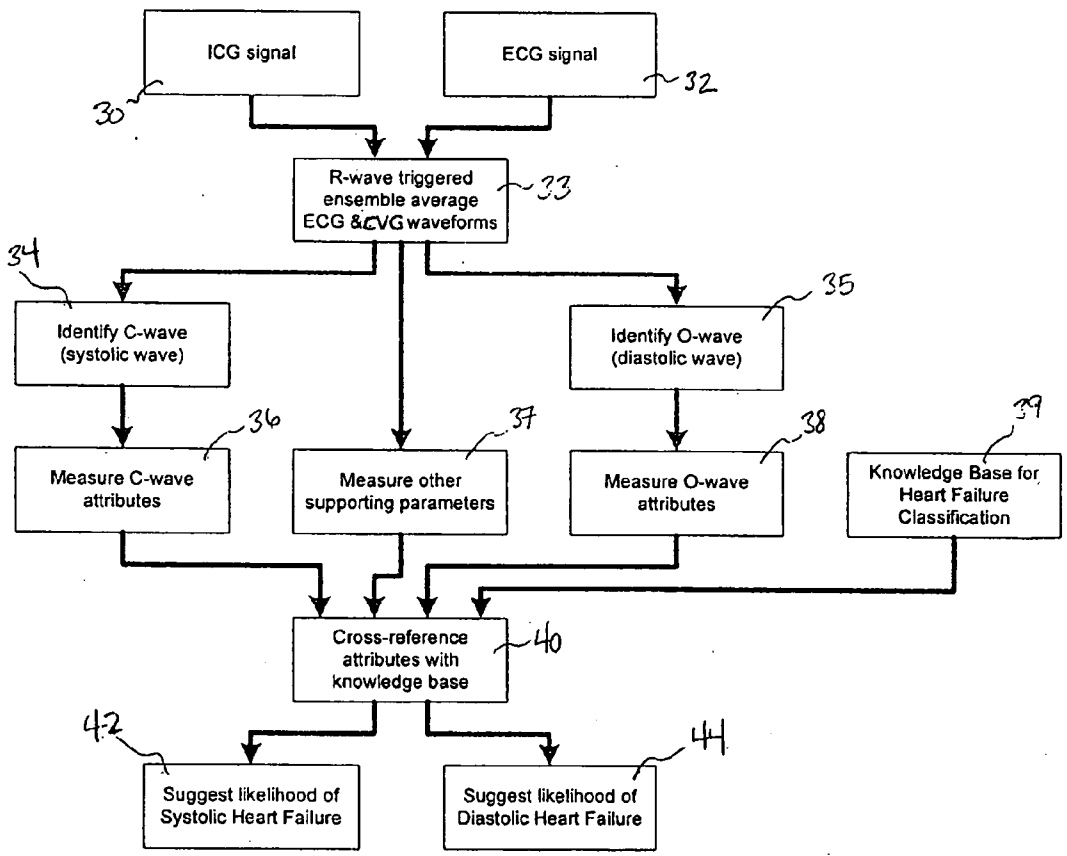 ICG signal
30
ECG signal
32
R-wave triggered
ensemble average
ECG &CVG waveforms
33
34
Identify C-wave
(systolic wave)
35
Identify O-wave
(diastolic wave)
36
Measure C-wave
attributes
37
Measure other
supporting parameters
38
Measure O-wave
attributes
39
Knowledge Base for
Heart Failure
Classification
Cross-reference
attributes with
knowledge base
40
42
Suggest likelihood of
Systolic Heart Failure
44
Suggest likelihood of
Diastolic Heart Failure